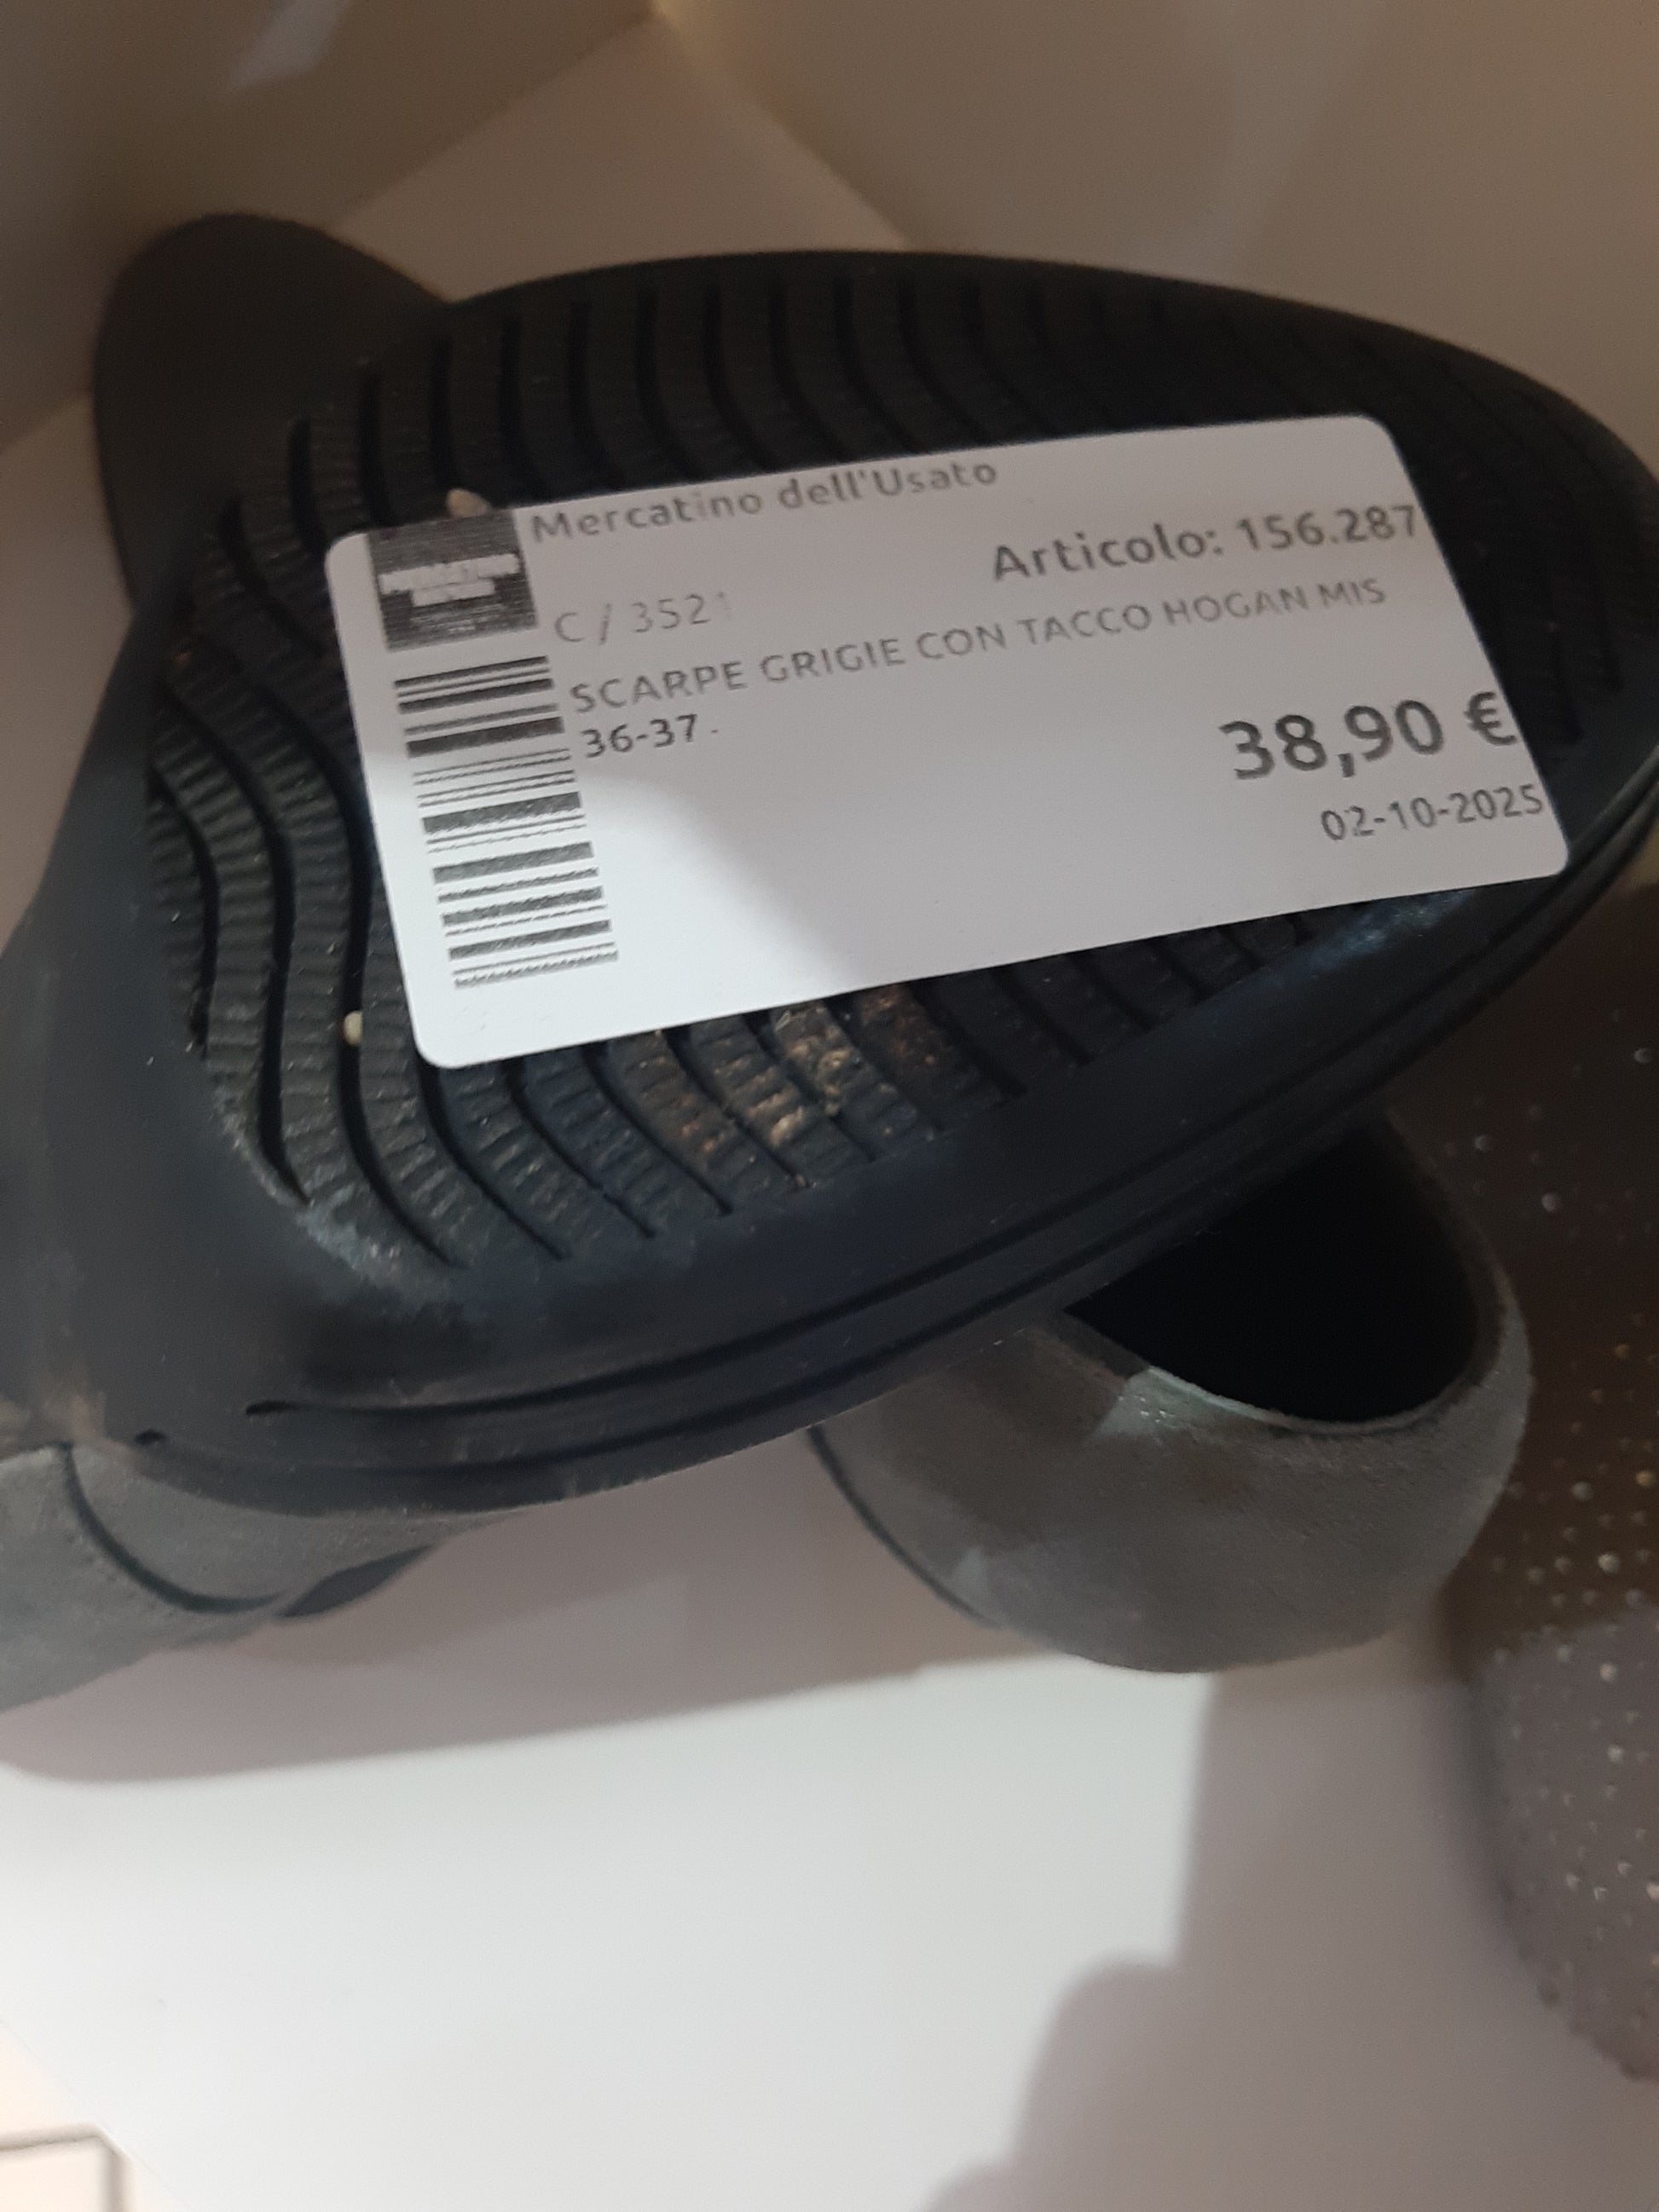 Mercatino dell'Usato
Articolo: 156.287
C / 3521
SCARPE GRIGIE CON TACCO HOGAN MIS
36-37.
38,90 €
02-10-2025